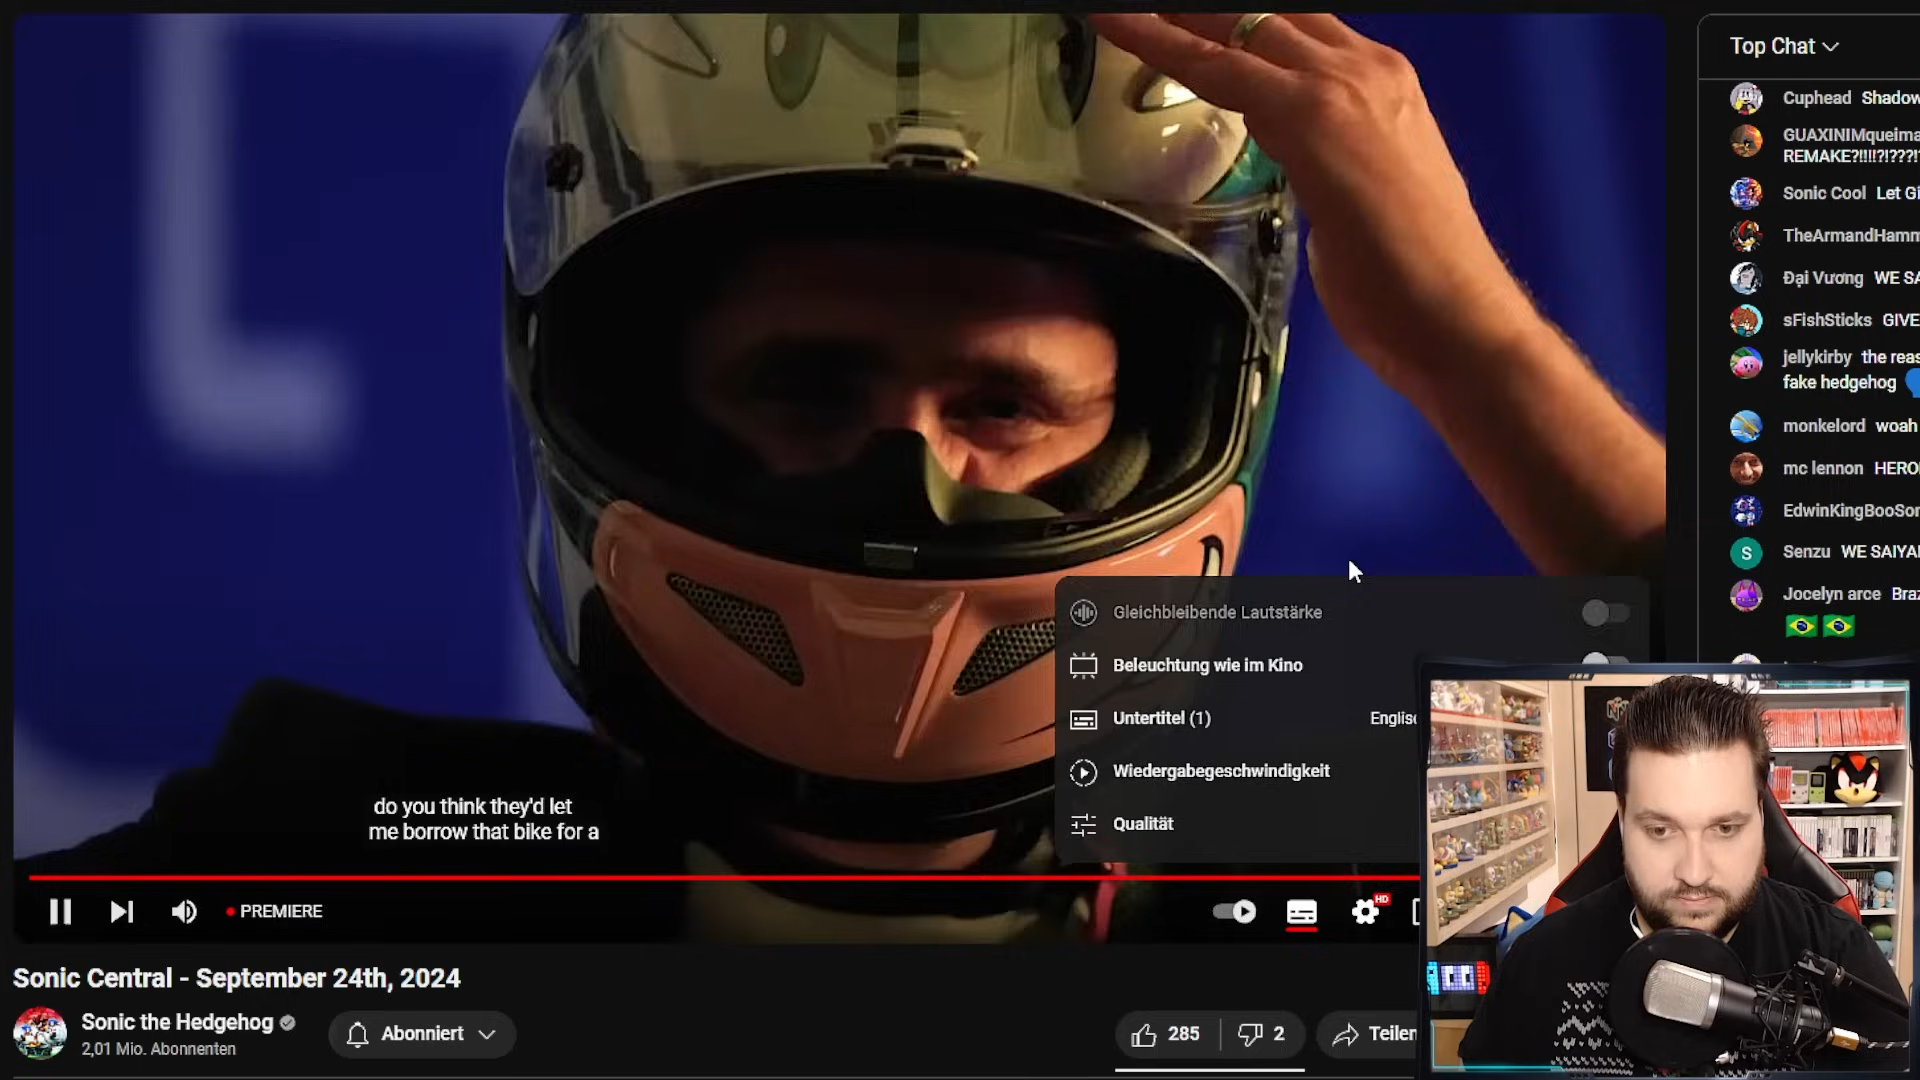 Top Chat
Cuphead Shadow
GUAXINIMqueima
REMAKE?!!!!?!???!
Sonic Cool Let Gi
TheArmandHamm
Đại Vương WE SA
sFishSticks GIVE
jellykirby the reas
fake hedgehog
monkelord woah
mc lennon HERO
EdwinKingBooSon
Senzu WE SAIYA
S
Jocelyn arce Braz
Gleichbleibende Lautstärke
Beleuchtung wie im Kino
Untertitel (1) Englisc
Wiedergabegeschwindigkeit
Qualität
do you think they'd let
me borrow that bike for a
PREMIERE
HD
Sonic Central - September 24th, 2024
Sonic the Hedgehog
2,01 Mio. Abonnenten
Abonniert
285
2
Teilen